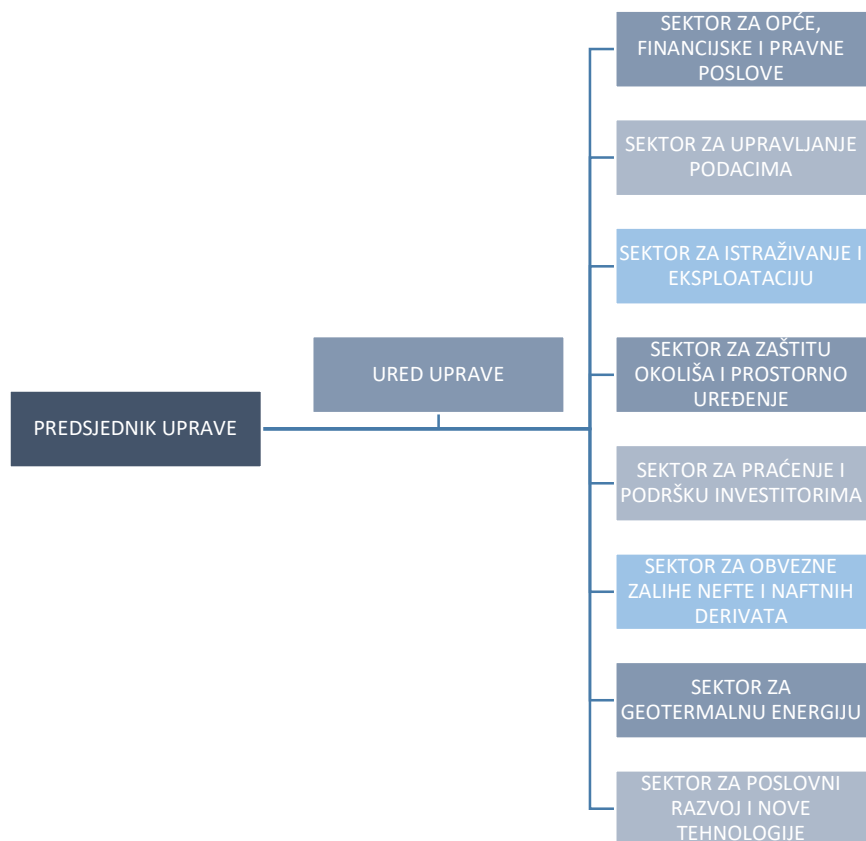 PREDSJEDNIK UPRAVE
URED UPRAVE
SEKTOR ZA OPĆE,
FINANCIJSKE I PRAVNE
POSLOVE
SEKTOR ZA UPRAVLJANJE
PODACIMA
SEKTOR ZA ISTRAŽIVANJE I
EKSPLOATACIJU
SEKTOR ZA ZAŠTITU
OKOLIŠA I PROSTORNO
UREĐENJE
SEKTOR ZA PRAĆENJE I
PODRŠKU INVESTITORIMA
SEKTOR ZA OBVEZNE
ZALIHE NEFTE I NAFTNIH
DERIVATA
SEKTOR ZA
GEOTERMALNU ENERGIJU
SEKTOR ZA POSLOVNI
RAZVOJ I NOVE
TEHNOLOGIJE